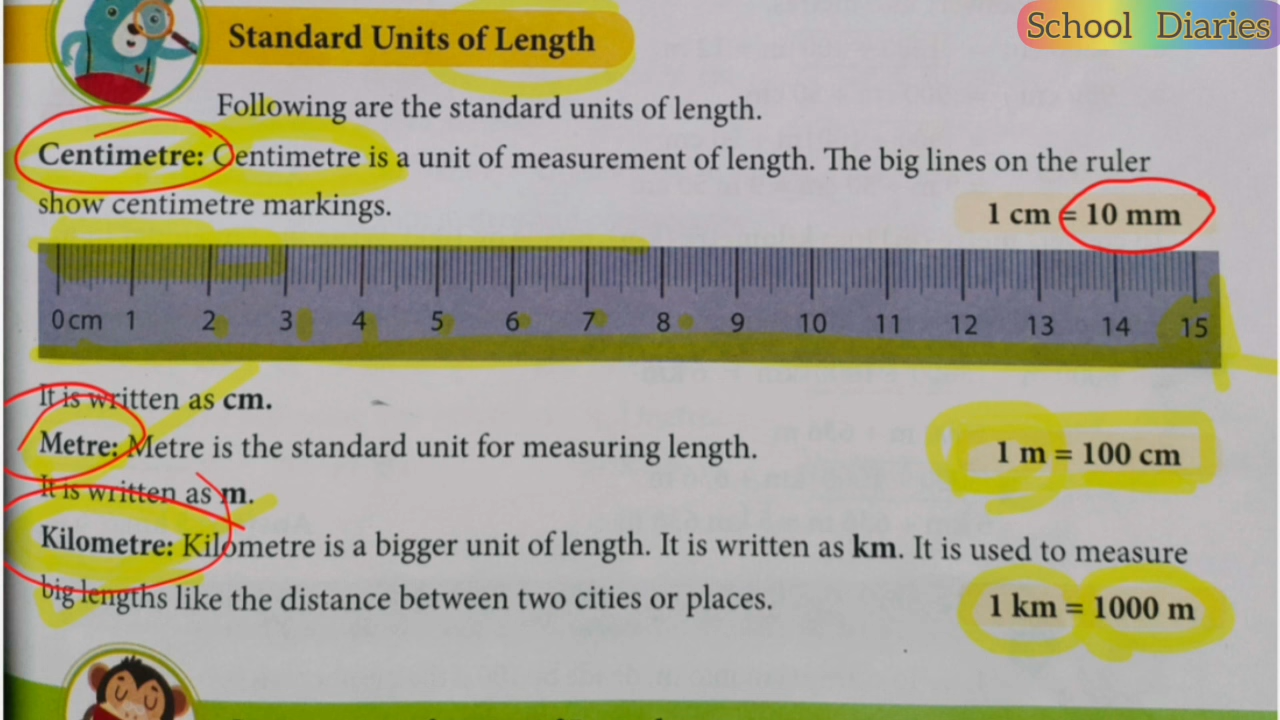 School Diaries
Standard Units of Length
Following are the standard units of length.
Centimetre: Centimetre is a unit of measurement of length. The big lines on the ruler
show centimetre markings.
1 cm = 10 mm
0 cm 1 2 3 4 5 6 7 8 9 10 11 12 13 14 15
It is written as cm.
Metre: Metre is the standard unit for measuring length.
1 m = 100 cm
It is written as m.
Kilometre: Kilometre is a bigger unit of length. It is written as km. It is used to measure
big lengths like the distance between two cities or places.
1 km = 1000 m